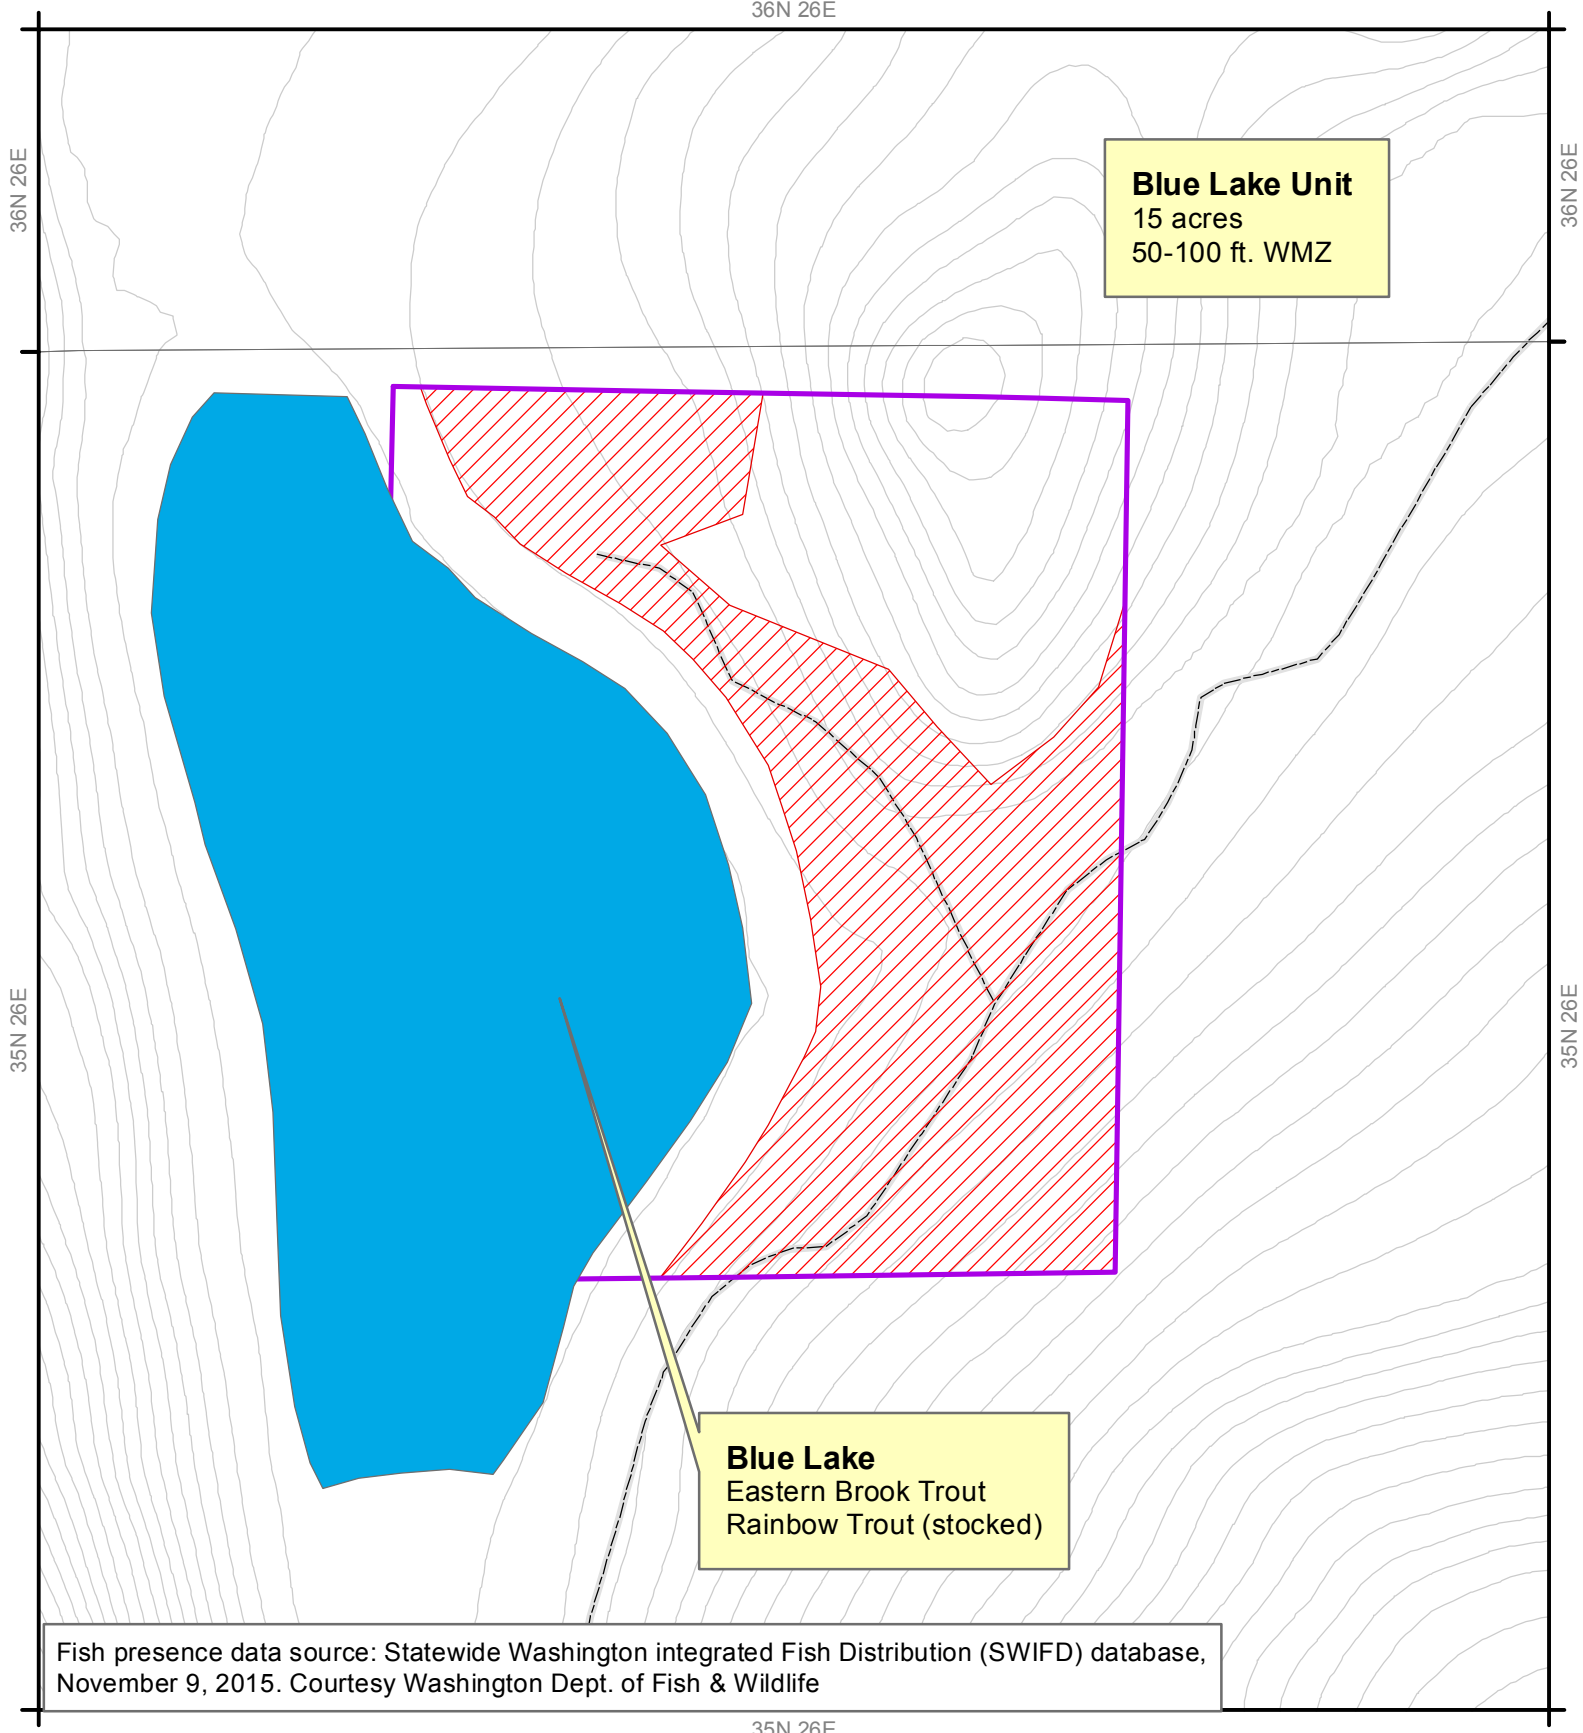 36N 26E
36N 26E
36N 26E
Blue Lake Unit
15 acres
50-100 ft. WMZ
35N 26E
35N 26E
Blue Lake
Eastern Brook Trout
Rainbow Trout (stocked)
Fish presence data source: Statewide Washington integrated Fish Distribution (SWIFD) database,
November 9, 2015. Courtesy Washington Dept. of Fish & Wildlife
35N 26E